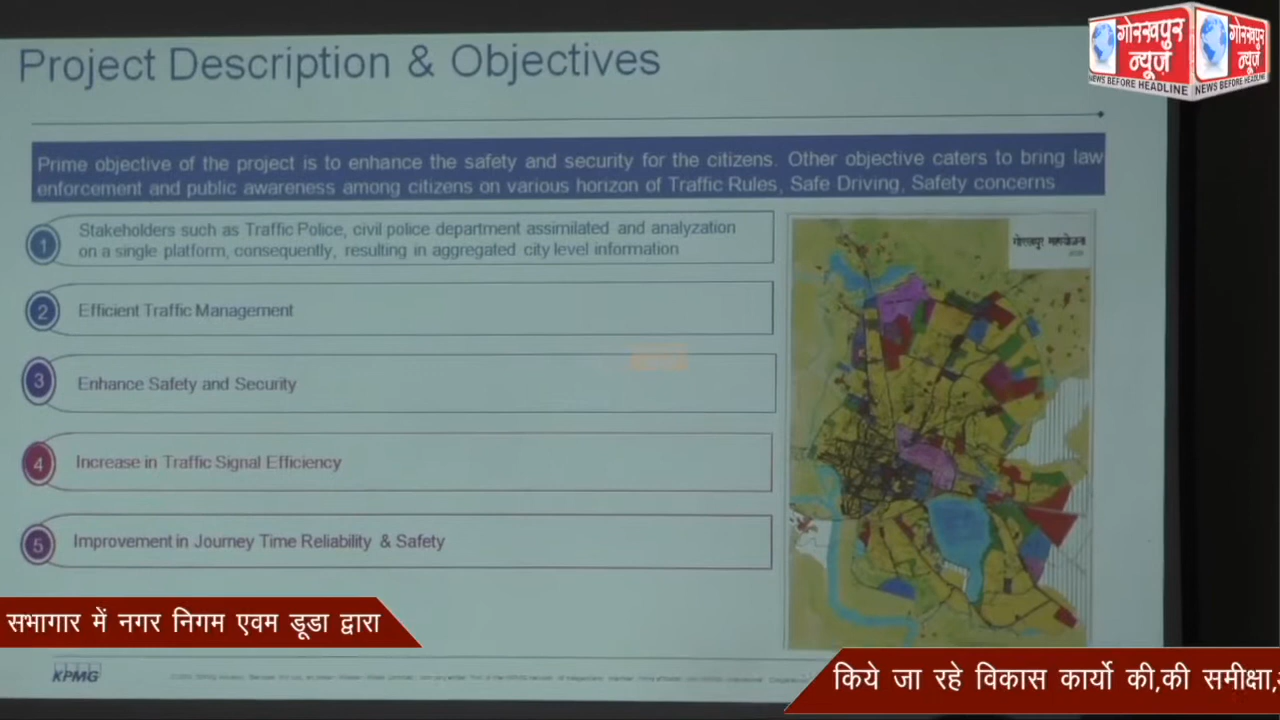 Project Description & Objectives
गोरखपुर
न्यूज़
NEWS BEFORE HEADLINE
गोरखपुर
न्यूज़
NEWS BEFORE HEADLINE
Prime objective of the project is to enhance the safety and security for the citizens. Other objective caters to bring law
enforcement and public awareness among citizens on various horizon of Traffic Rules, Safe Driving, Safety concerns
1
Stakeholders such as Traffic Police, civil police department assimilated and analyzation
on a single platform, consequently, resulting in aggregated city level information
2
Efficient Traffic Management
3
Enhance Safety and Security
4
Increase in Traffic Signal Efficiency
5
Improvement in Journey Time Reliability & Safety
गोरखपुर महायोजना
सभागार में नगर निगम एवम डूडा द्वारा
KPMG
किये जा रहे विकास कार्यो की,की समीक्षा,